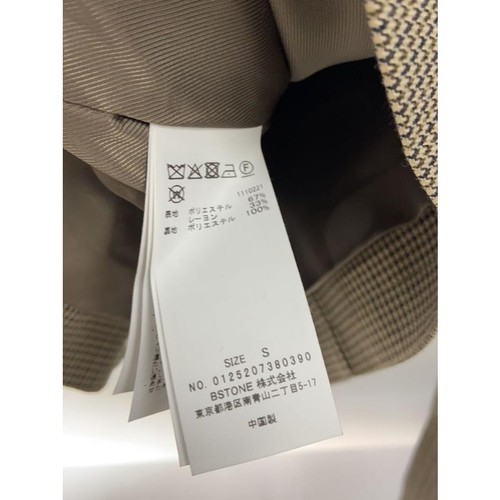 1110221
表地 ポリエステル 67%
レーヨン 33%
裏地 ポリエステル 100%
SIZE S
NO. 0125207380390
BSTONE 株式会社
東京都港区南青山二丁目5-17
中国製